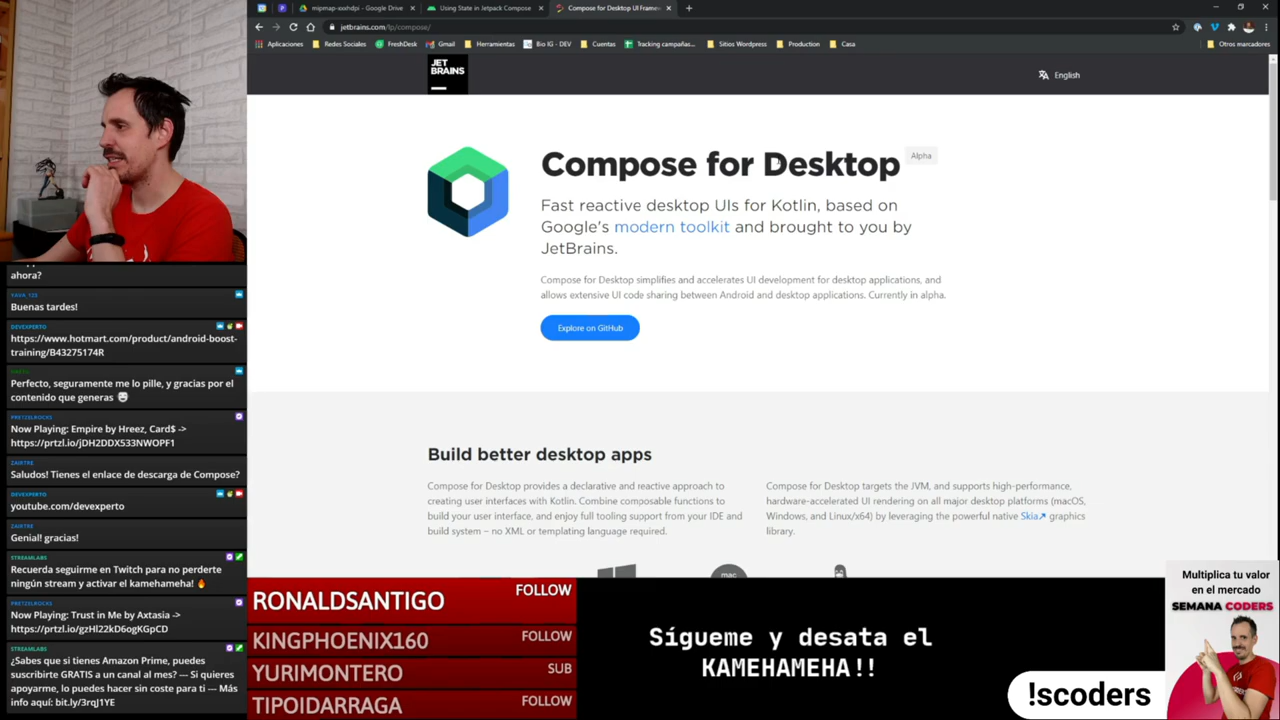 mipmap-xxxhdpi - Google Drive
Using State in Jetpack Compose
Compose for Desktop UI Framew
jetbrains.com/lp/compose/
Aplicaciones
Redes Sociales
FreshDesk
Gmail
Herramientas
Bio IG - DEV
Cuentas
Tracking campañas...
Sitios Wordpress
Production
Casa
Otros marcadores
JET
BRAINS
English
Compose for Desktop
Alpha
Fast reactive desktop UIs for Kotlin, based on
Google's modern toolkit and brought to you by
JetBrains.
Compose for Desktop simplifies and accelerates UI development for desktop applications, and
allows extensive UI code sharing between Android and desktop applications. Currently in alpha.
Explore on GitHub
Build better desktop apps
Compose for Desktop provides a declarative and reactive approach to
creating user interfaces with Kotlin. Combine composable functions to
build your user interface, and enjoy full tooling support from your IDE and
build system – no XML or templating language required.
Compose for Desktop targets the JVM, and supports high-performance,
hardware-accelerated UI rendering on all major desktop platforms (macOS,
Windows, and Linux/x64) by leveraging the powerful native Skia↗ graphics
library.
mac
ahora?
YAVA_123
Buenas tardes!
DEVEXPERTO
https://www.hotmart.com/product/android-boost-
training/B43275174R
Perfecto, seguramente me lo pille, y gracias por el
contenido que generas
PRETZELROCKS
Now Playing: Empire by Hreez, Card$ ->
https://prtzl.io/jDH2DDX533NWOPF1
ZAIRTRE
Saludos! Tienes el enlace de descarga de Compose?
DEVEXPERTO
youtube.com/devexperto
ZAIRTRE
Genial! gracias!
STREAMLABS
Recuerda seguirme en Twitch para no perderte
ningún stream y activar el kamehameha! 🔥
PRETZELROCKS
Now Playing: Trust in Me by Axtasia ->
https://prtzl.io/gzHl22kD6ogKGpCD
STREAMLABS
¿Sabes que si tienes Amazon Prime, puedes
suscribirte GRATIS a un canal al mes? — Si quieres
apoyarme, lo puedes hacer sin coste para ti — Más
info aquí: bit.ly/3rqJ1YE
RONALDSANTIGO FOLLOW
KINGPHOENIX160 FOLLOW
YURIMONTERO SUB
TIPOIDARRAGA FOLLOW
Sígueme y desata el
KAMEHAMEHA!!
Multiplica tu valor
en el mercado
SEMANA CODERS
!scoders